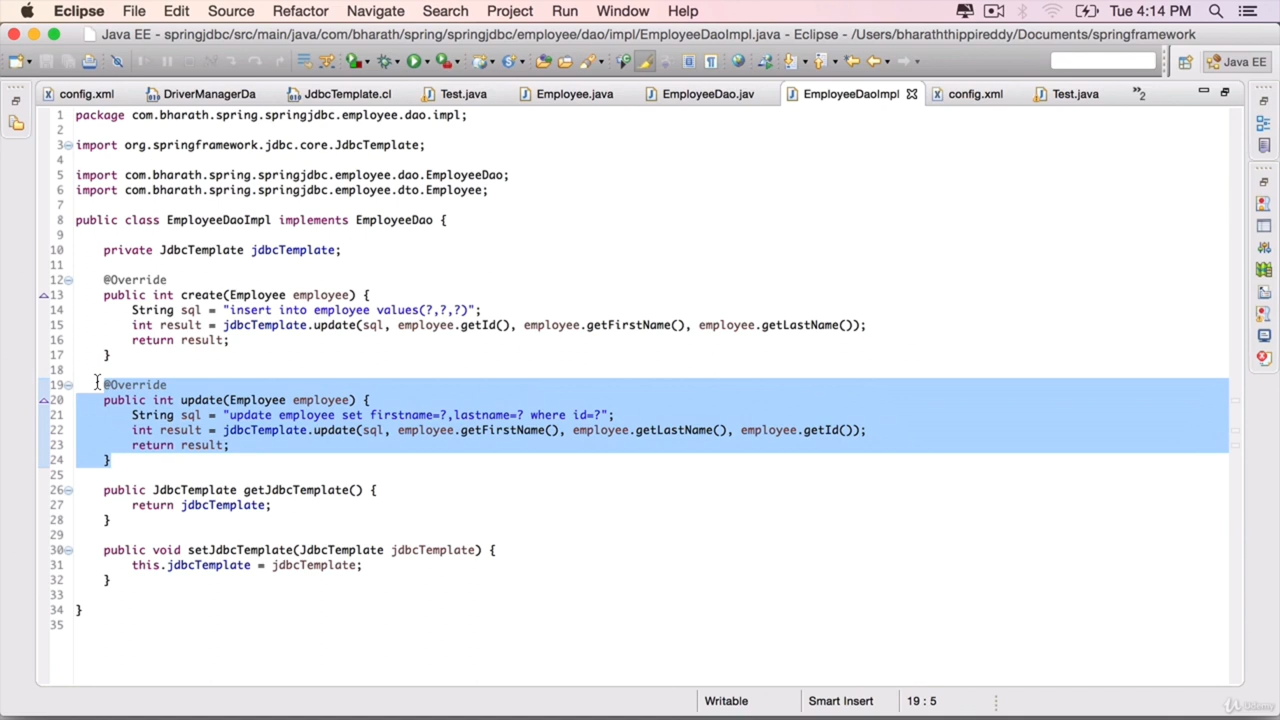 Eclipse File Edit Source Refactor Navigate Search Project Run Window Help Tue 4:14 PM
Java EE - springjdbc/src/main/java/com/bharath/spring/springjdbc/employee/dao/impl/EmployeeDaoImpl.java - Eclipse - /Users/bharaththippireddy/Documents/springframework
Java EE
config.xml DriverManagerDa JdbcTemplate.cl Test.java Employee.java EmployeeDao.jav EmployeeDaoImpl config.xml Test.java »2
1 package com.bharath.spring.springjdbc.employee.dao.impl;
2
3 import org.springframework.jdbc.core.JdbcTemplate;
4
5 import com.bharath.spring.springjdbc.employee.dao.EmployeeDao;
6 import com.bharath.spring.springjdbc.employee.dto.Employee;
7
8 public class EmployeeDaoImpl implements EmployeeDao {
9
10 private JdbcTemplate jdbcTemplate;
11
12 @Override
13 public int create(Employee employee) {
14 String sql = "insert into employee values(?,?,?)";
15 int result = jdbcTemplate.update(sql, employee.getId(), employee.getFirstName(), employee.getLastName());
16 return result;
17 }
18
19 @Override
20 public int update(Employee employee) {
21 String sql = "update employee set firstname=?,lastname=? where id=?";
22 int result = jdbcTemplate.update(sql, employee.getFirstName(), employee.getLastName(), employee.getId());
23 return result;
24 }
25
26 public JdbcTemplate getJdbcTemplate() {
27 return jdbcTemplate;
28 }
29
30 public void setJdbcTemplate(JdbcTemplate jdbcTemplate) {
31 this.jdbcTemplate = jdbcTemplate;
32 }
33
34 }
35
Writable Smart Insert 19 : 5
Udemy